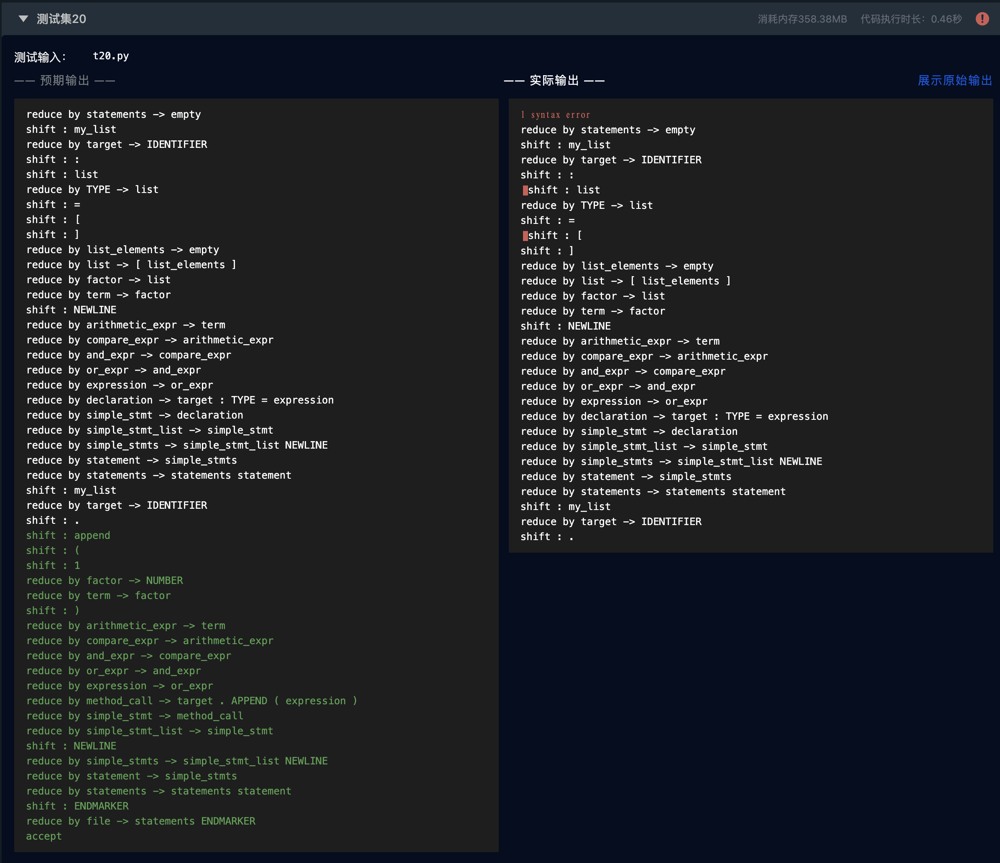 测试集20
消耗内存358.38MB 代码执行时长：0.46秒
测试输入： t20.py
—— 预期输出 ——
reduce by statements -> empty
shift : my_list
reduce by target -> IDENTIFIER
shift : :
shift : list
reduce by TYPE -> list
shift : =
shift : [
shift : ]
reduce by list_elements -> empty
reduce by list -> [ list_elements ]
reduce by factor -> list
reduce by term -> factor
shift : NEWLINE
reduce by arithmetic_expr -> term
reduce by compare_expr -> arithmetic_expr
reduce by and_expr -> compare_expr
reduce by or_expr -> and_expr
reduce by expression -> or_expr
reduce by declaration -> target : TYPE = expression
reduce by simple_stmt -> declaration
reduce by simple_stmt_list -> simple_stmt
reduce by simple_stmts -> simple_stmt_list NEWLINE
reduce by statement -> simple_stmts
reduce by statements -> statements statement
shift : my_list
reduce by target -> IDENTIFIER
shift : .
shift : append
shift : (
shift : 1
reduce by factor -> NUMBER
reduce by term -> factor
shift : )
reduce by arithmetic_expr -> term
reduce by compare_expr -> arithmetic_expr
reduce by and_expr -> compare_expr
reduce by or_expr -> and_expr
reduce by expression -> or_expr
reduce by method_call -> target . APPEND ( expression )
reduce by simple_stmt -> method_call
reduce by simple_stmt_list -> simple_stmt
shift : NEWLINE
reduce by simple_stmts -> simple_stmt_list NEWLINE
reduce by statement -> simple_stmts
reduce by statements -> statements statement
shift : ENDMARKER
reduce by file -> statements ENDMARKER
accept
—— 实际输出 ——
展示原始输出
1 syntax error
reduce by statements -> empty
shift : my_list
reduce by target -> IDENTIFIER
shift : :
shift : list
reduce by TYPE -> list
shift : =
shift : [
shift : ]
reduce by list_elements -> empty
reduce by list -> [ list_elements ]
reduce by factor -> list
reduce by term -> factor
shift : NEWLINE
reduce by arithmetic_expr -> term
reduce by compare_expr -> arithmetic_expr
reduce by and_expr -> compare_expr
reduce by or_expr -> and_expr
reduce by expression -> or_expr
reduce by declaration -> target : TYPE = expression
reduce by simple_stmt -> declaration
reduce by simple_stmt_list -> simple_stmt
reduce by simple_stmts -> simple_stmt_list NEWLINE
reduce by statement -> simple_stmts
reduce by statements -> statements statement
shift : my_list
reduce by target -> IDENTIFIER
shift : .